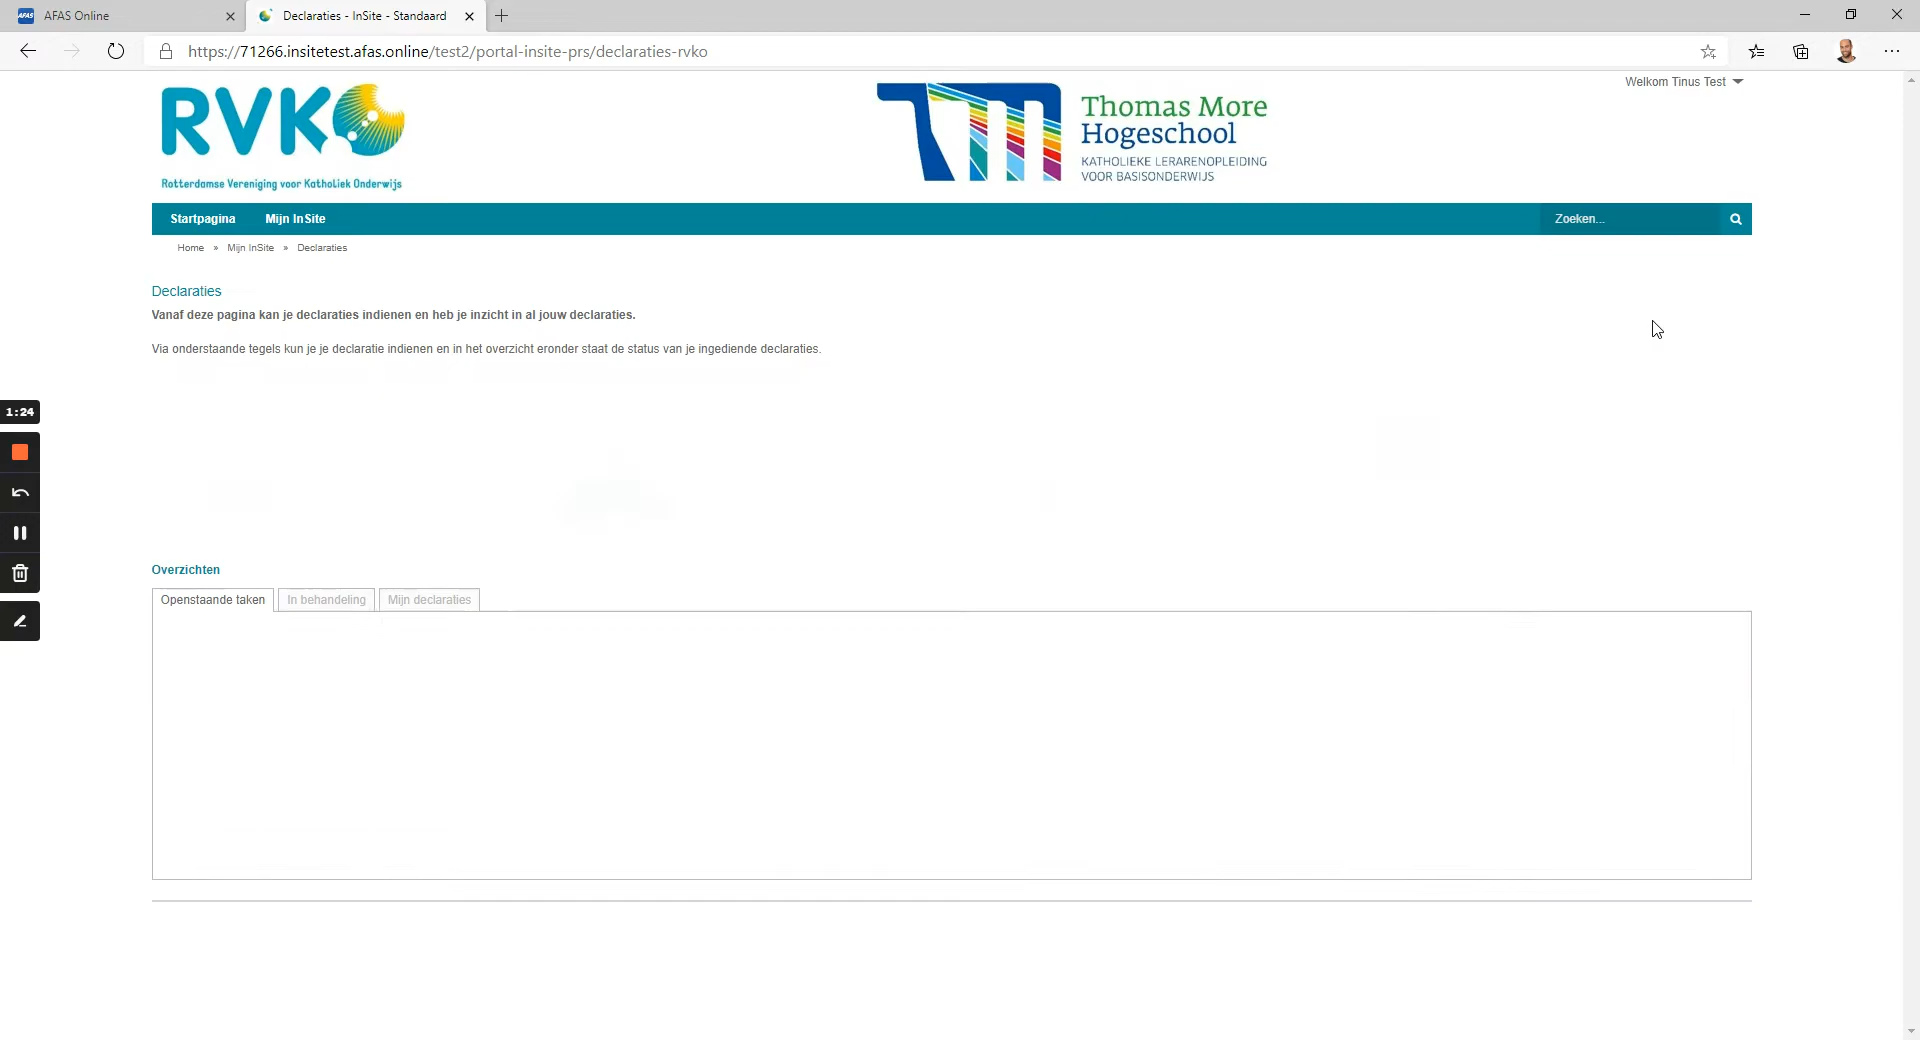 AFAS Online
Declaraties - InSite - Standaard
https://71266.insitetest.afas.online/test2/portal-insite-prs/declaraties-rvko
Welkom Tinus Test
RVKO
Rotterdamse Vereniging voor Katholiek Onderwijs
Thomas More
Hogeschool
KATHOLIEKE LERARENOPLEIDING
VOOR BASISONDERWIJS
Startpagina Mijn InSite Zoeken...
Home » Mijn InSite » Declaraties
Declaraties
Vanaf deze pagina kan je declaraties indienen en heb je inzicht in al jouw declaraties.
Via onderstaande tegels kun je je declaratie indienen en in het overzicht eronder staat de status van je ingediende declaraties.
1:24
Overzichten
Openstaande taken In behandeling Mijn declaraties